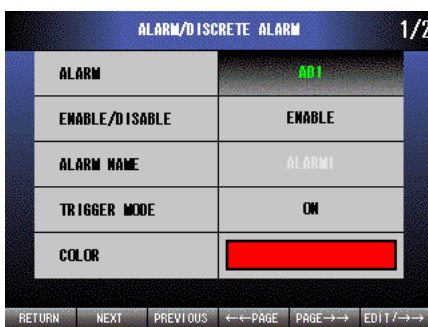 ALARM/DISCRETE ALARM 1/2
ALARM AD1
ENABLE/DISABLE ENABLE
ALARM NAME ALARM1
TRIGGER MODE ON
COLOR
RETURN NEXT PREVIOUS ←←PAGE PAGE→→ EDIT/→→